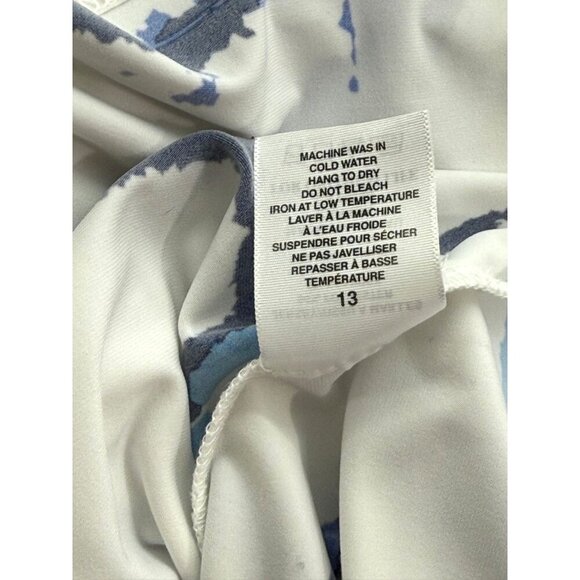 MACHINE WAS IN
COLD WATER
HANG TO DRY
DO NOT BLEACH
IRON AT LOW TEMPERATURE
LAVER À LA MACHINE
À L'EAU FROIDE
SUSPENDRE POUR SÉCHER
NE PAS JAVELLISER
REPASSER À BASSE
TEMPÉRATURE
13